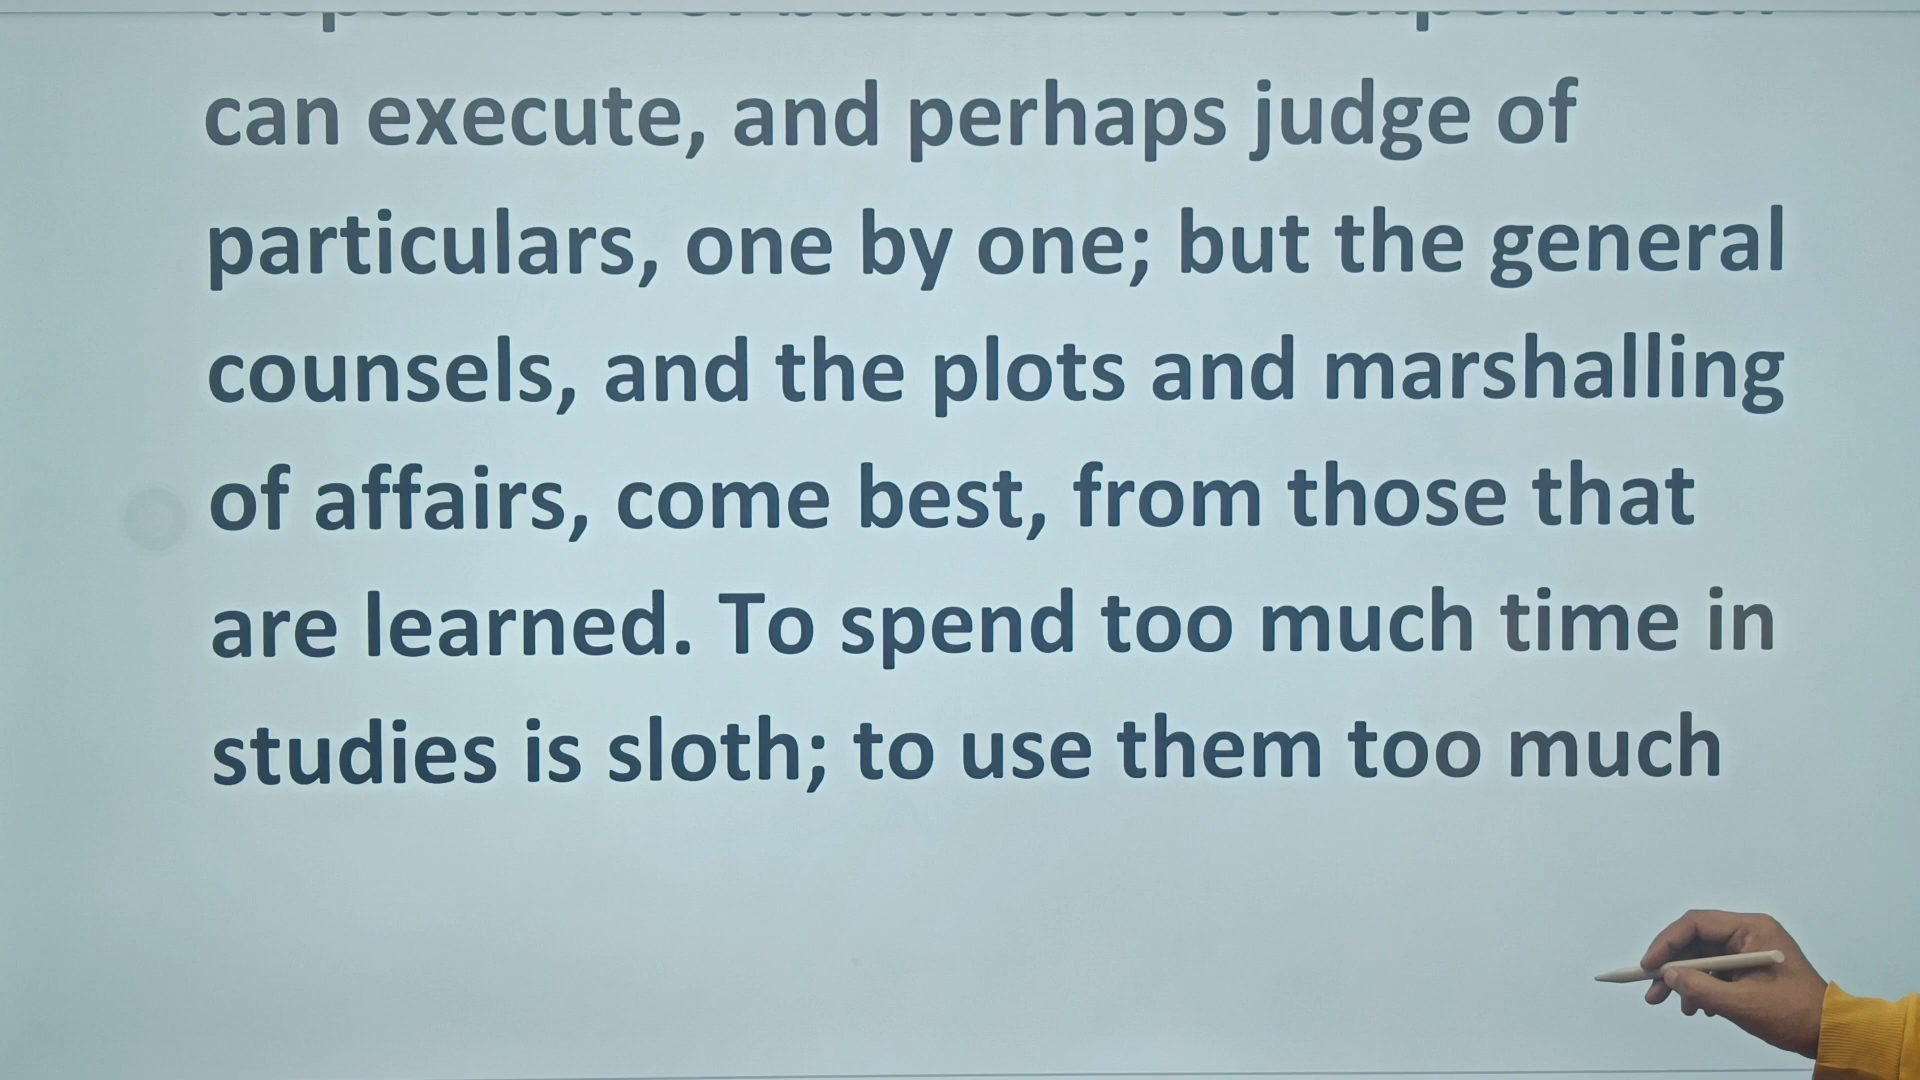 can execute, and perhaps judge of
particulars, one by one; but the general
counsels, and the plots and marshalling
of affairs, come best, from those that
are learned. To spend too much time in
studies is sloth; to use them too much